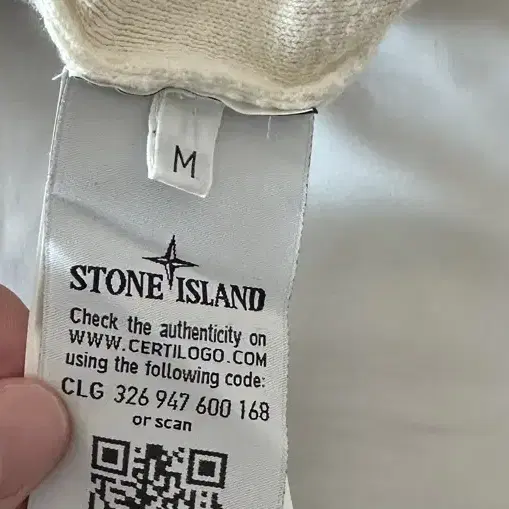 M
STONE ISLAND
Check the authenticity on
WWW.CERTILOGO.COM
using the following code:
CLG 326 947 600 168
or scan